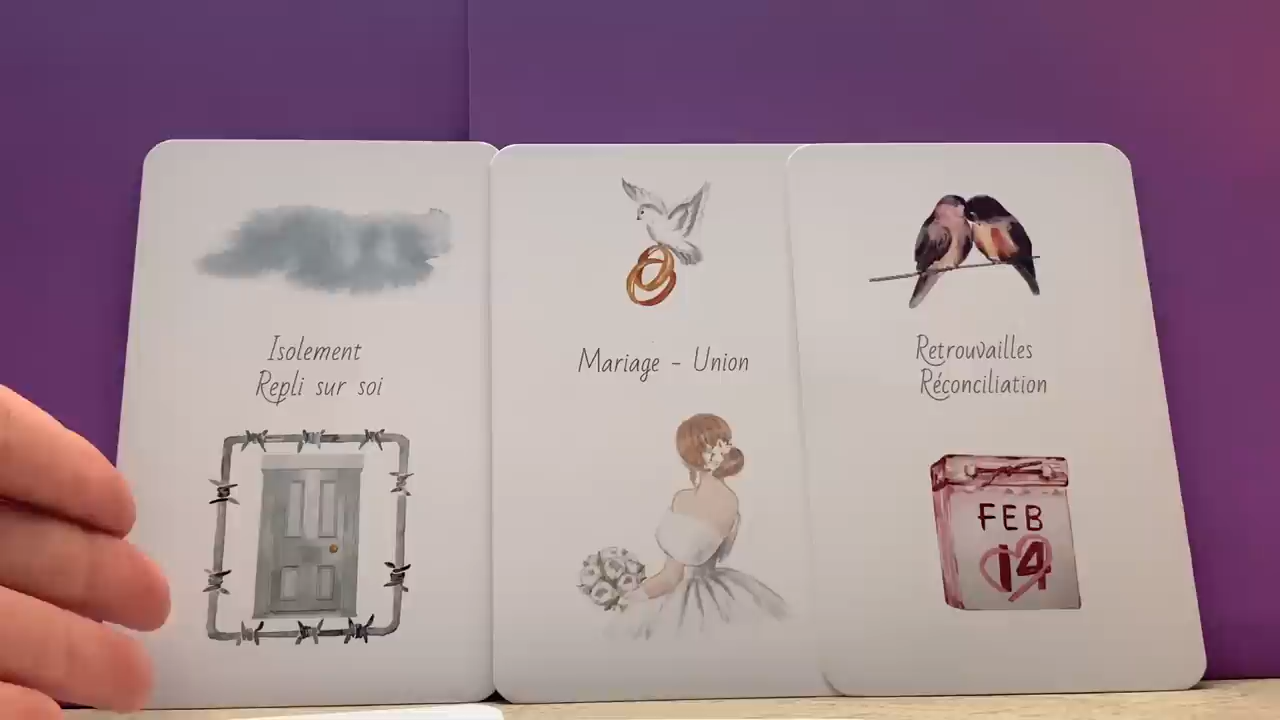 Isolement
Repli sur soi
Mariage - Union
Retrouvailles
Réconciliation
FEB
14